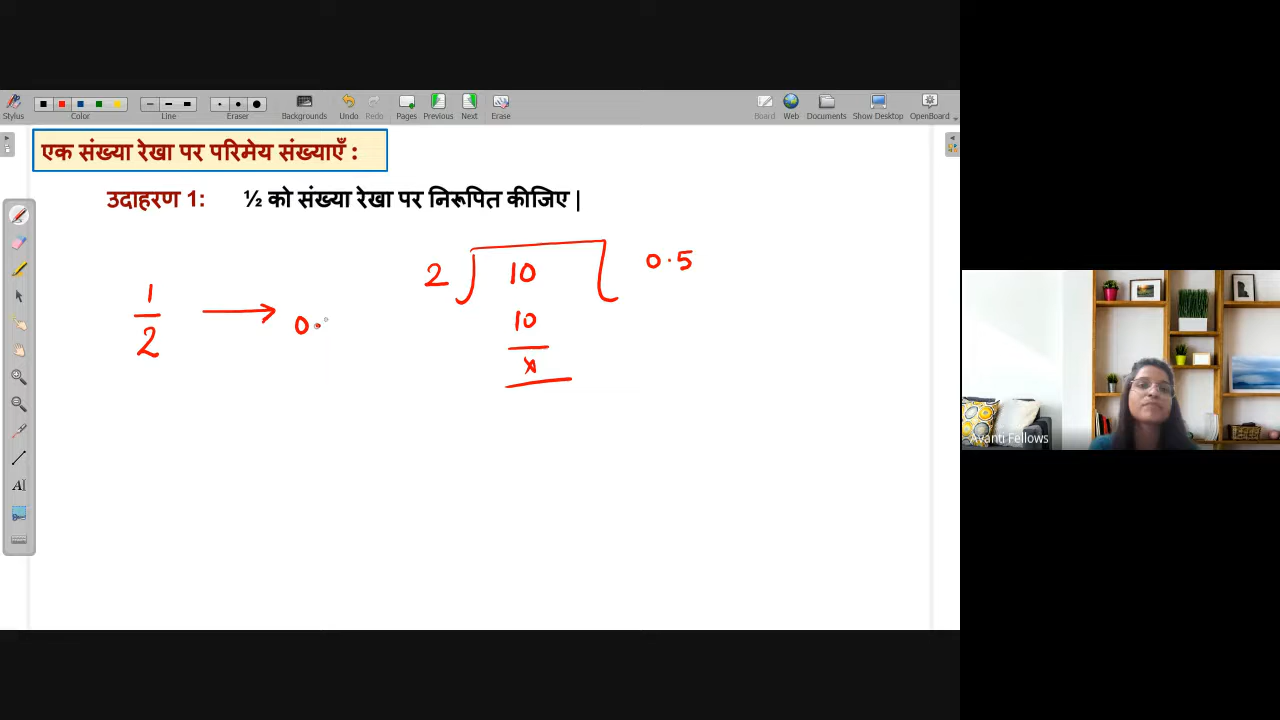 Stylus Color Line Eraser Backgrounds Undo Redo Pages Previous Next Erase Board Web Documents Show Desktop OpenBoard
एक संख्या रेखा पर परिमेय संख्याएँ :
उदाहरण 1: ½ को संख्या रेखा पर निरूपित कीजिए |
2 10 0.5
1
2
0.
10
x
Avanti Fellows